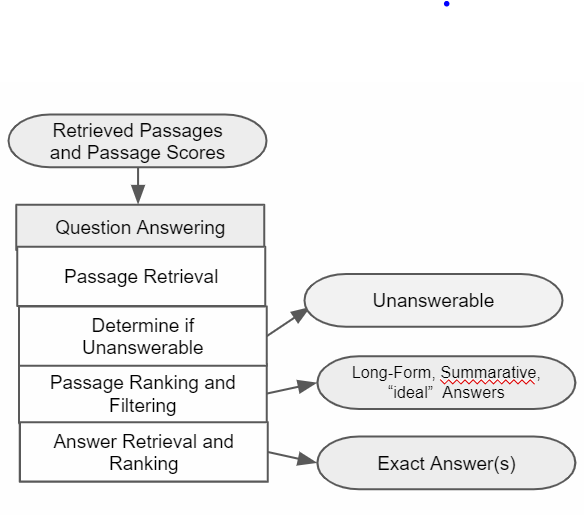 Retrieved Passages
and Passage Scores
Question Answering
Passage Retrieval
Determine if
Unanswerable
Unanswerable
Passage Ranking and
Filtering
Long-Form, Summarative,
“ideal” Answers
Answer Retrieval and
Ranking
Exact Answer(s)